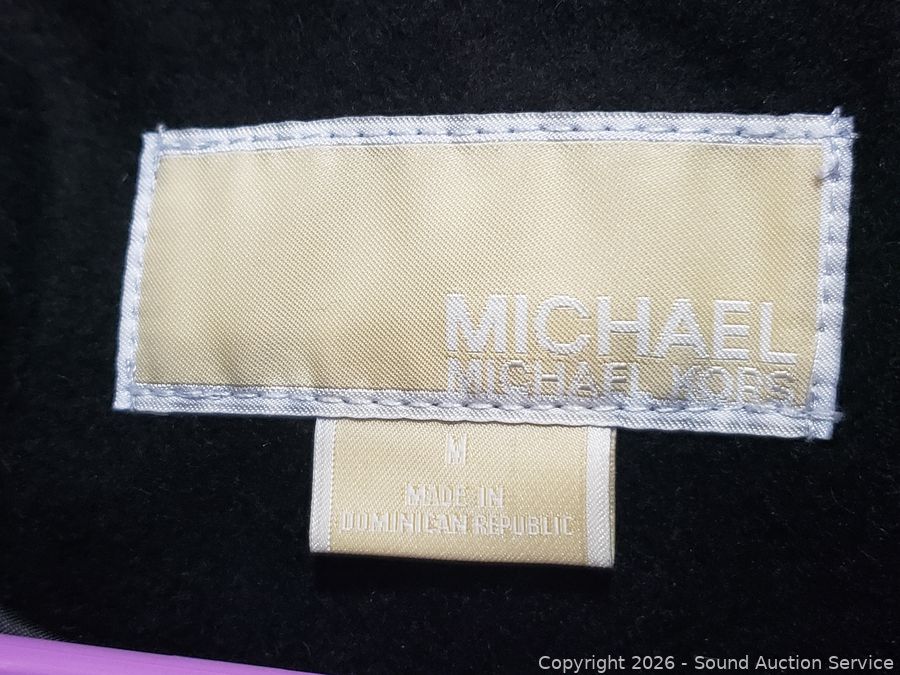 MICHAEL
MICHAEL KORS
M
MADE IN
DOMINICAN REPUBLIC
Copyright 2026 - Sound Auction Service